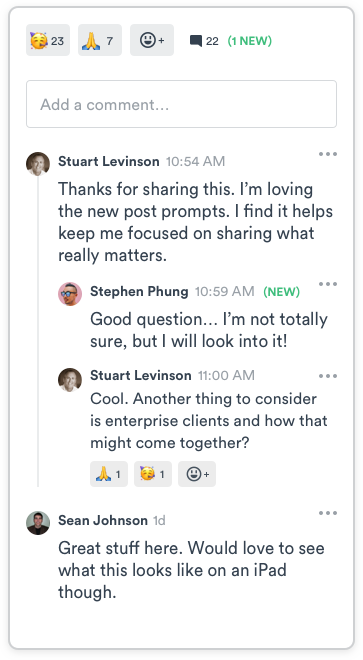 23 7 + 22 (1 NEW)
Add a comment...
Stuart Levinson 10:54 AM
Thanks for sharing this. I'm loving
the new post prompts. I find it helps
keep me focused on sharing what
really matters.
Stephen Phung 10:59 AM (NEW)
Good question... I'm not totally
sure, but I will look into it!
Stuart Levinson 11:00 AM
Cool. Another thing to consider
is enterprise clients and how that
might come together?
1 1 +
Sean Johnson 1d
Great stuff here. Would love to see
what this looks like on an iPad
though.